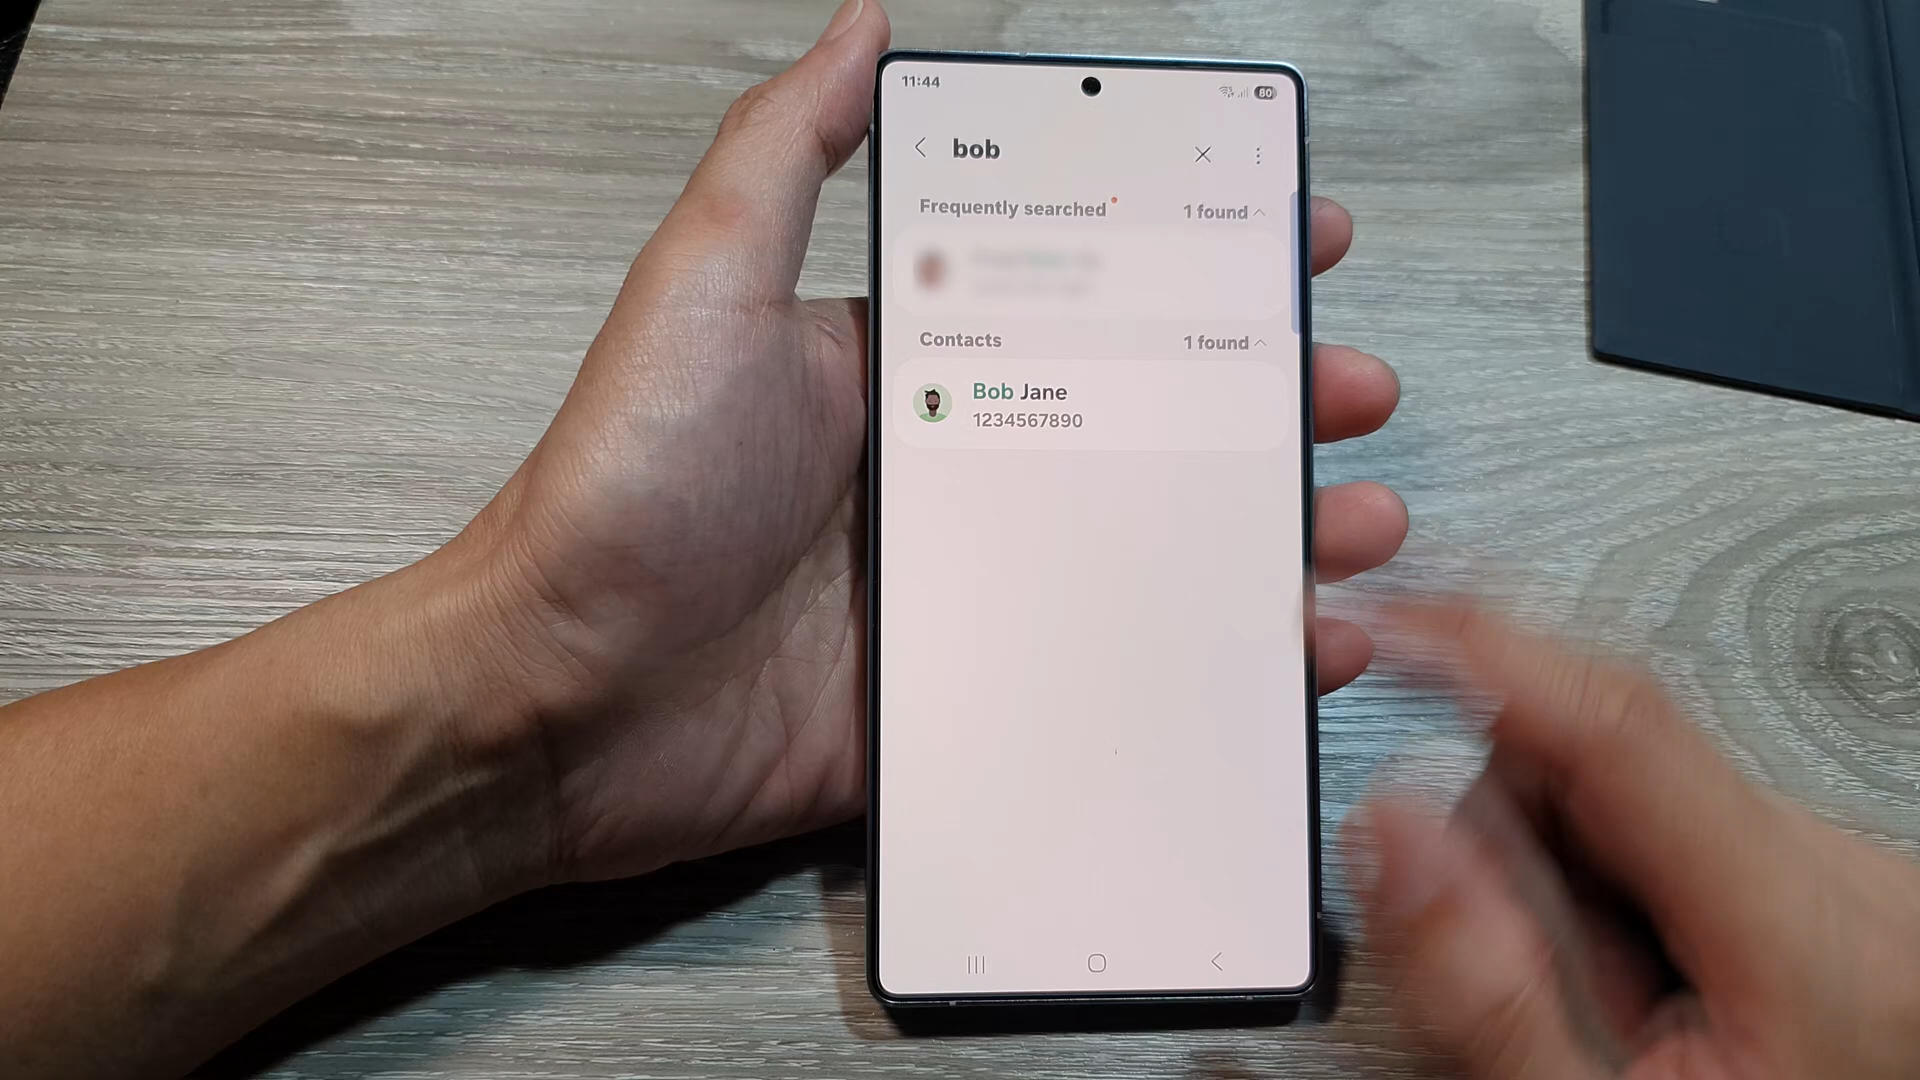 11:44
80
bob
Frequently searched 1 found
Contacts 1 found
Bob Jane
1234567890